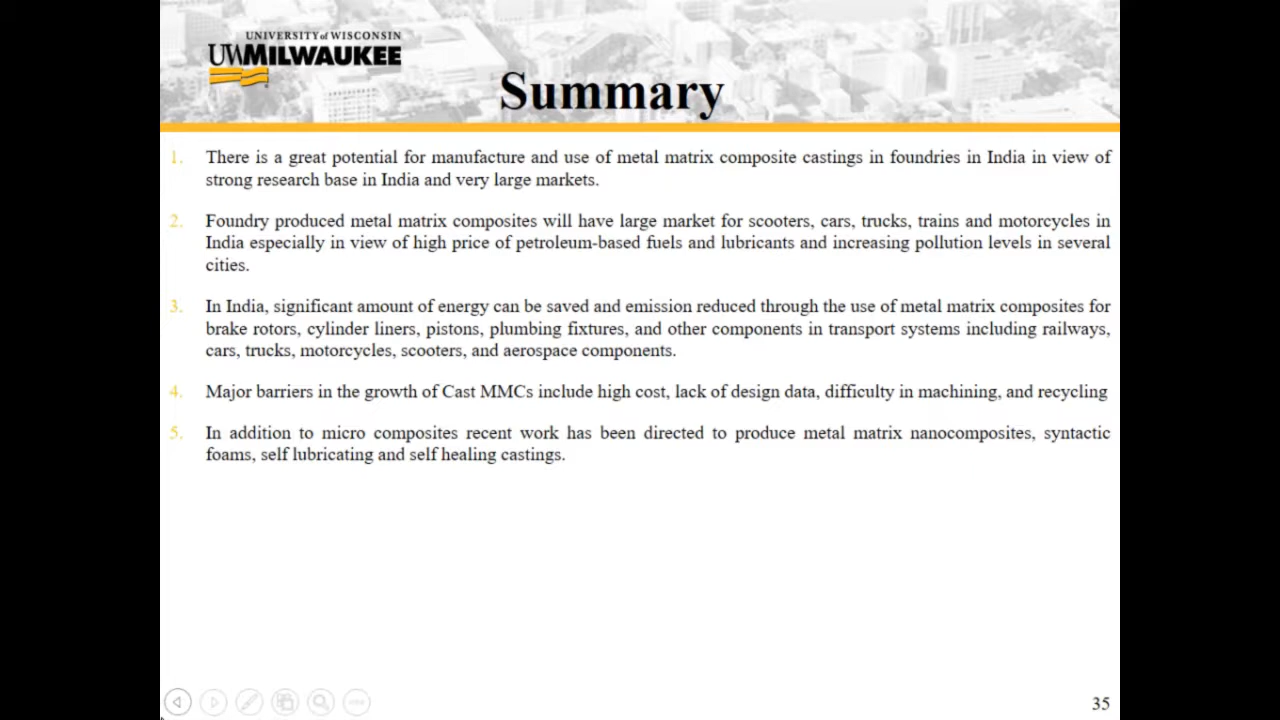 UNIVERSITY of WISCONSIN
UWMILWAUKEE
Summary
1. There is a great potential for manufacture and use of metal matrix composite castings in foundries in India in view of
strong research base in India and very large markets.
2. Foundry produced metal matrix composites will have large market for scooters, cars, trucks, trains and motorcycles in
India especially in view of high price of petroleum-based fuels and lubricants and increasing pollution levels in several
cities.
3. In India, significant amount of energy can be saved and emission reduced through the use of metal matrix composites for
brake rotors, cylinder liners, pistons, plumbing fixtures, and other components in transport systems including railways,
cars, trucks, motorcycles, scooters, and aerospace components.
4. Major barriers in the growth of Cast MMCs include high cost, lack of design data, difficulty in machining, and recycling
5. In addition to micro composites recent work has been directed to produce metal matrix nanocomposites, syntactic
foams, self lubricating and self healing castings.
35